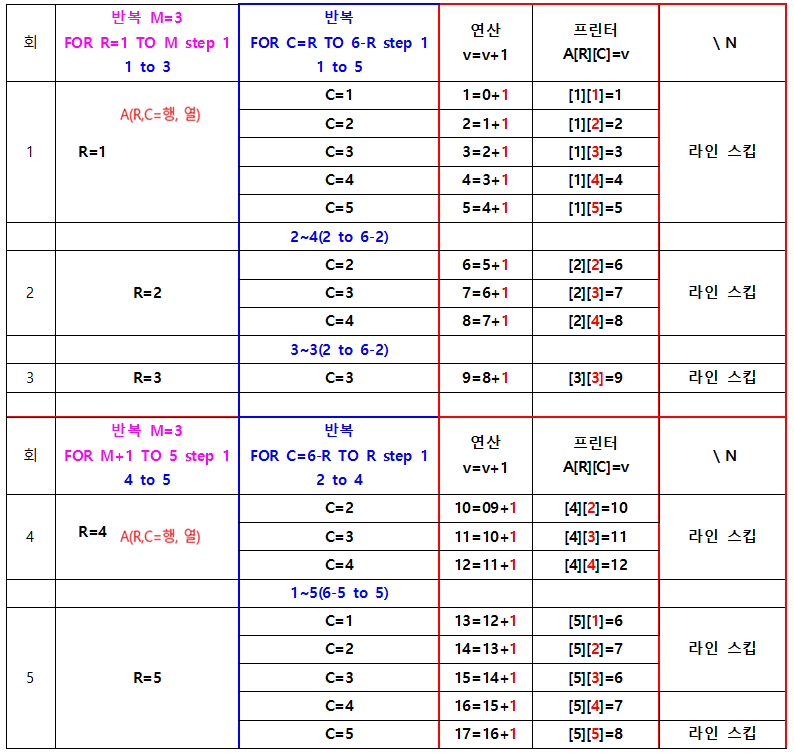 회
반복 M=3
FOR R=1 TO M step 1
1 to 3
반복
FOR C=R TO 6-R step 1
1 to 5
연산
v=v+1
프린터
A[R][C]=v
\ N
1
A(R,C=행, 열)
R=1
C=1
1=0+1
[1][1]=1
C=2
2=1+1
[1][2]=2
C=3
3=2+1
[1][3]=3
C=4
4=3+1
[1][4]=4
C=5
5=4+1
[1][5]=5
라인 스킵
2~4(2 to 6-2)
2
R=2
C=2
6=5+1
[2][2]=6
C=3
7=6+1
[2][3]=7
C=4
8=7+1
[2][4]=8
라인 스킵
3~3(2 to 6-2)
3
R=3
C=3
9=8+1
[3][3]=9
라인 스킵
회
반복 M=3
FOR M+1 TO 5 step 1
4 to 5
반복
FOR C=6-R TO R step 1
2 to 4
연산
v=v+1
프린터
A[R][C]=v
\ N
4
R=4
A(R,C=행, 열)
C=2
10=09+1
[4][2]=10
C=3
11=10+1
[4][3]=11
C=4
12=11+1
[4][4]=12
라인 스킵
1~5(6-5 to 5)
5
R=5
C=1
13=12+1
[5][1]=6
C=2
14=13+1
[5][2]=7
C=3
15=14+1
[5][3]=6
라인 스킵
C=4
16=15+1
[5][4]=7
C=5
17=16+1
[5][5]=8
라인 스킵